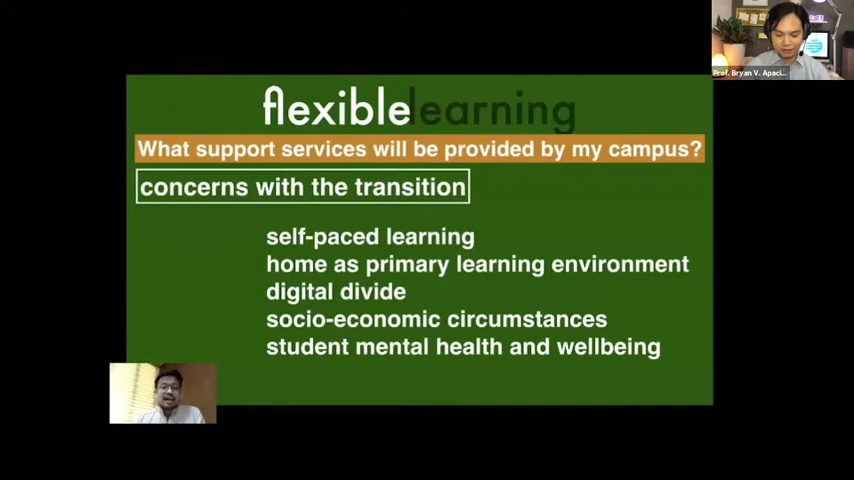 flexible learning
What support services will be provided by my campus?
concerns with the transition
self-paced learning
home as primary learning environment
digital divide
socio-economic circumstances
student mental health and wellbeing
Prof. Bryan V. Apaci...